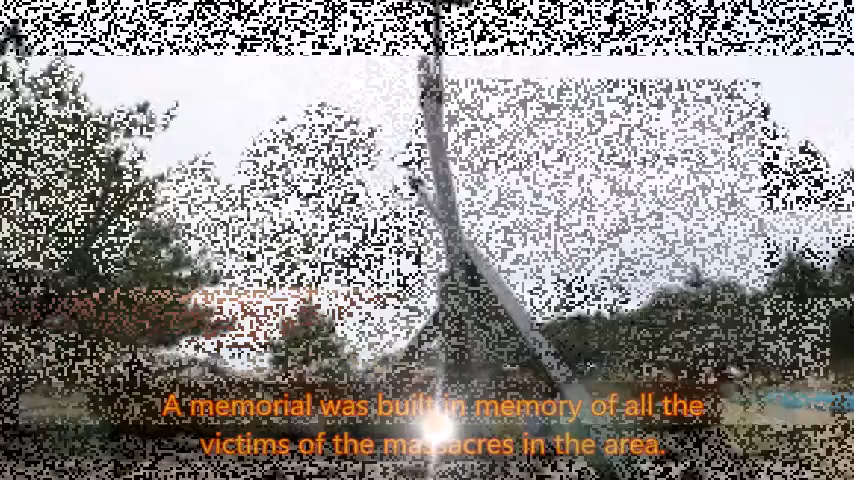 A memorial was built in memory of all the
victims of the massacres in the area.